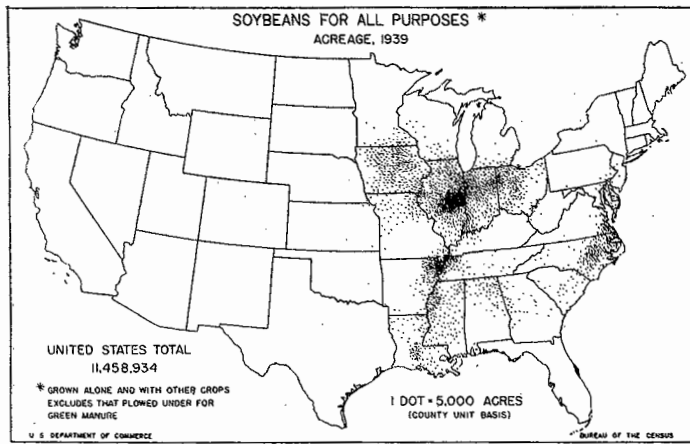 SOYBEANS FOR ALL PURPOSES *
ACREAGE, 1939
UNITED STATES TOTAL
11,458,934
* GROWN ALONE AND WITH OTHER CROPS
EXCLUDES THAT PLOWED UNDER FOR
GREEN MANURE
1 DOT = 5,000 ACRES
(COUNTY UNIT BASIS)
U S DEPARTMENT OF COMMERCE
BUREAU OF THE CENSUS